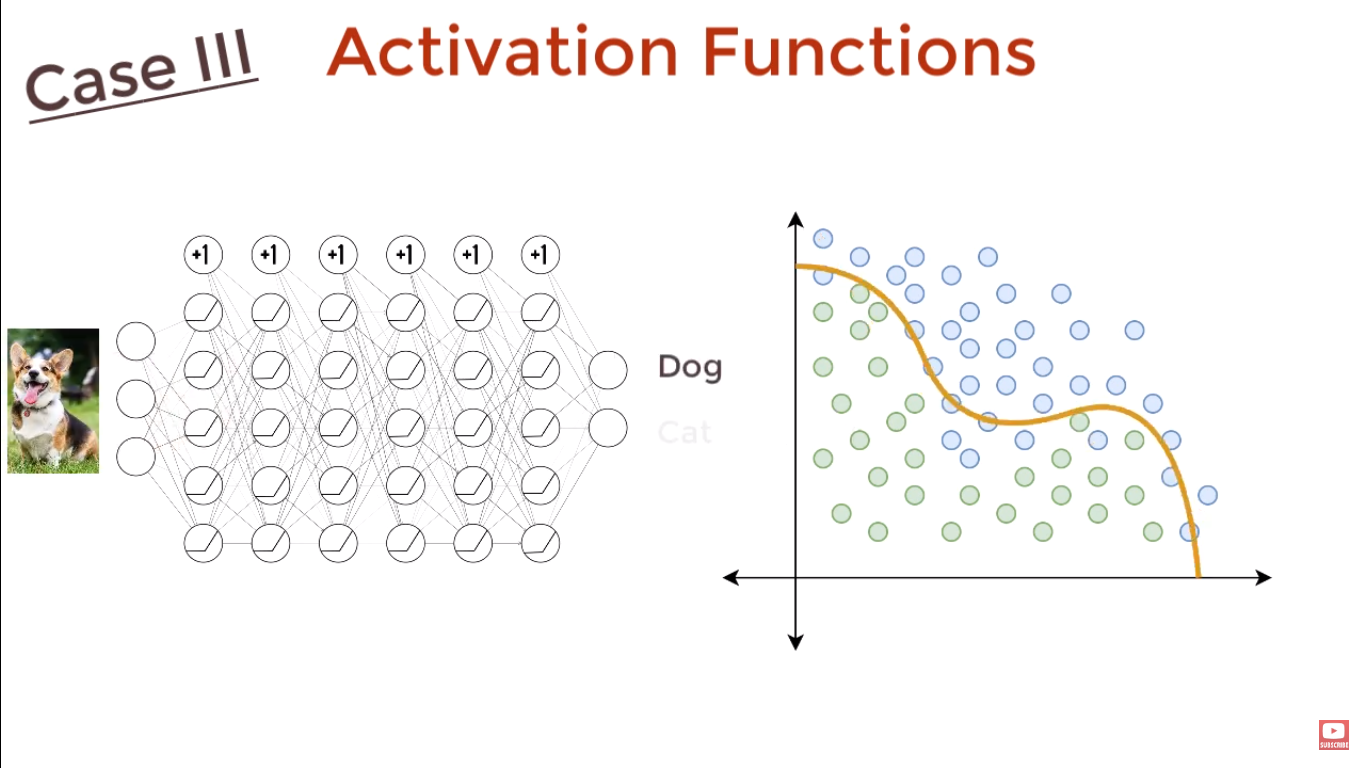 Case III
Activation Functions
+1 +1 +1 +1 +1 +1
Dog
Cat
SUBSCRIBE